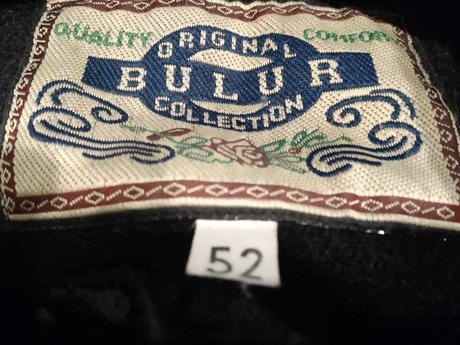 QUALITY COMFORT
ORIGINAL
BULUR
COLLECTION
52